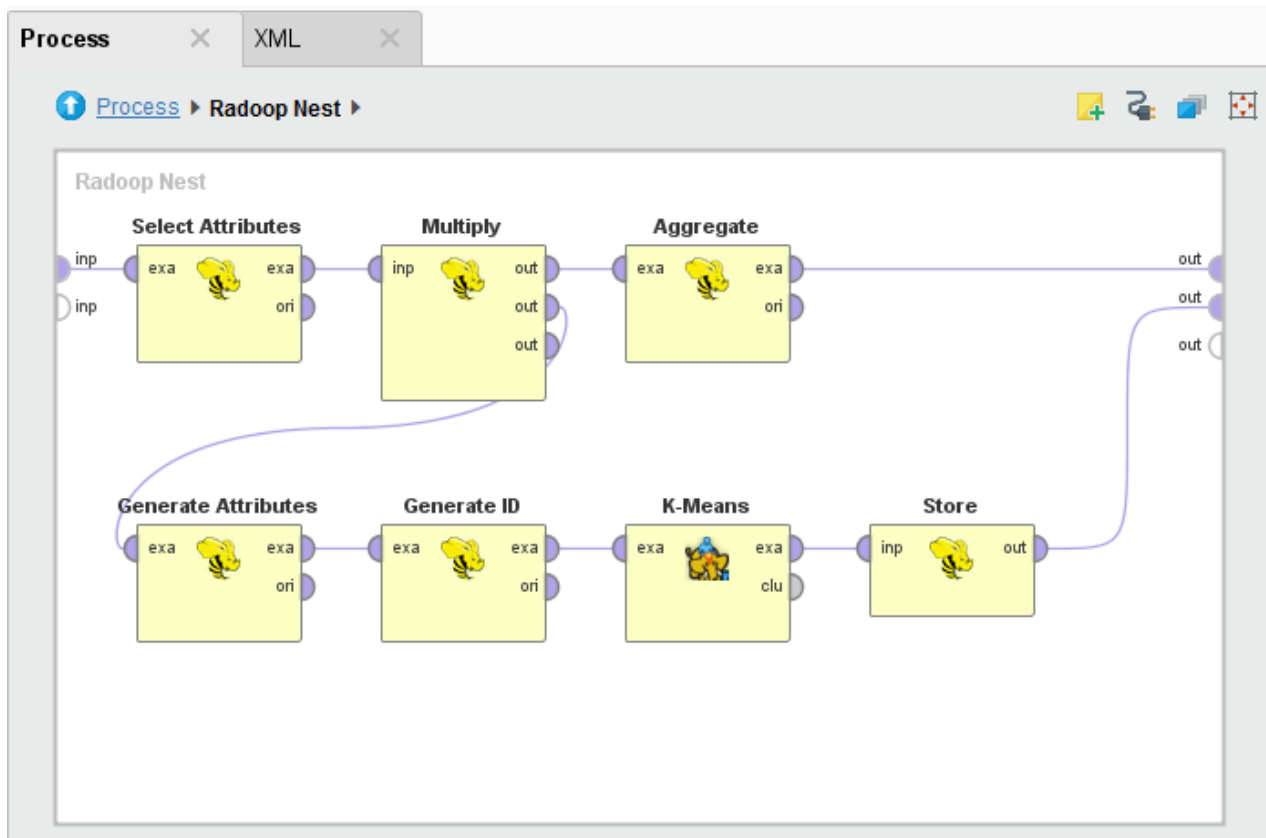 Process XML
Process Radoop Nest
Radoop Nest
Select Attributes Multiply Aggregate
inp exa exa inp out exa exa out
inp ori out ori out
out out
Generate Attributes Generate ID K-Means Store
exa exa exa exa exa exa inp out
ori ori clu